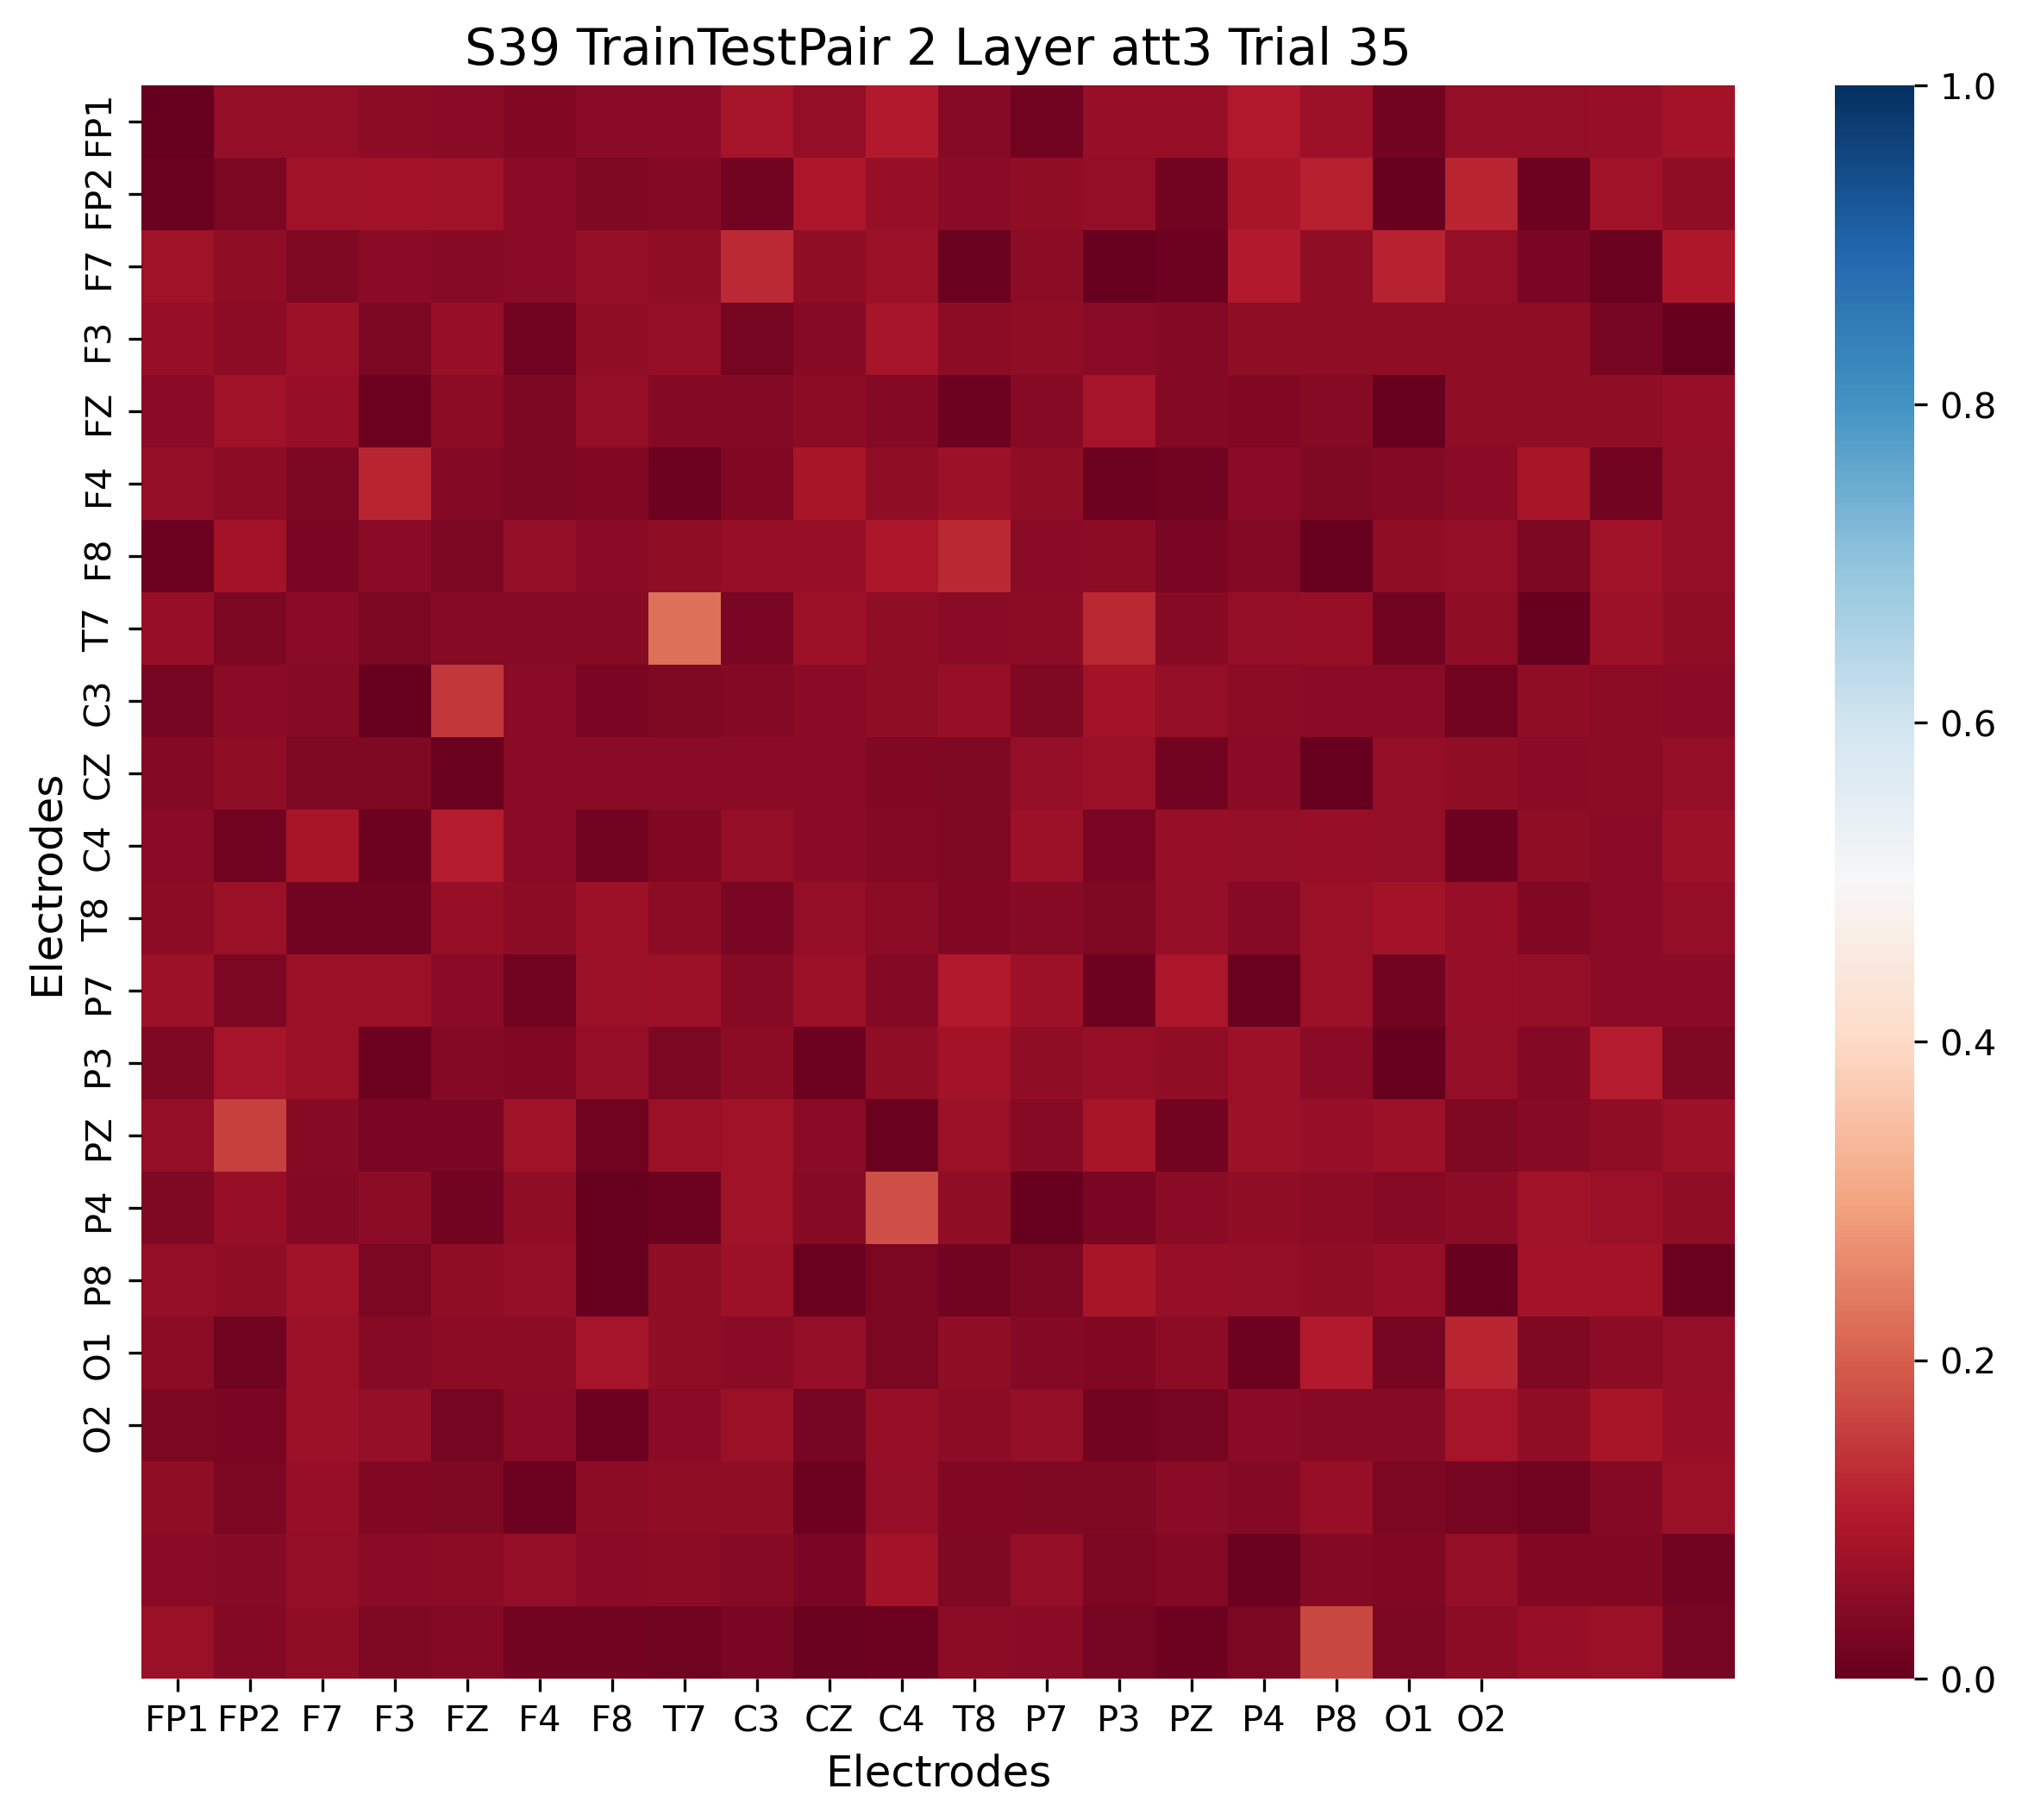 S39 TrainTestPair 2 Layer att3 Trial 35
Electrodes
FP1
FP2
F7
F3
FZ
F4
F8
T7
C3
CZ
C4
T8
P7
P3
PZ
P4
P8
O1
O2
FP1 FP2 F7 F3 FZ F4 F8 T7 C3 CZ C4 T8 P7 P3 PZ P4 P8 O1 O2
Electrodes
1.0
0.8
0.6
0.4
0.2
0.0